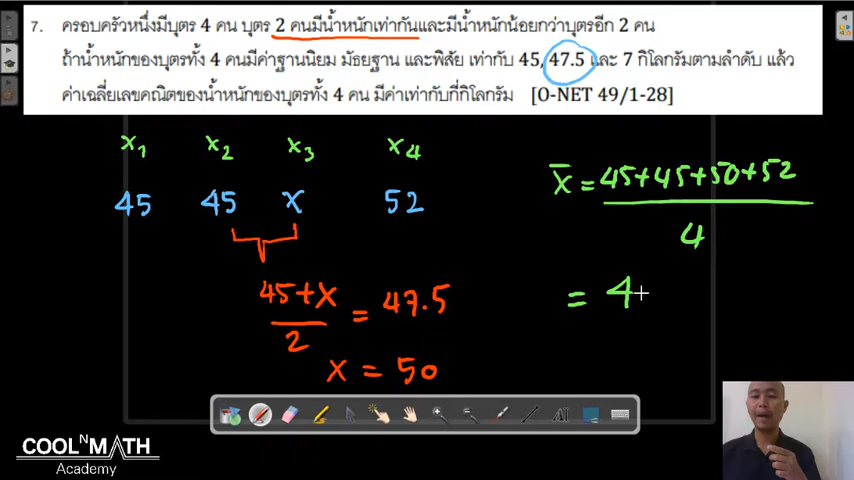 7. ครอบครัวหนึ่งมีบุตร 4 คน บุตร 2 คนมีน้ำหนักเท่ากันและมีน้ำหนักน้อยกว่าบุตรอีก 2 คน
ถ้าน้ำหนักของบุตรทั้ง 4 คนมีค่าฐานนิยม มัธยฐาน และพิสัย เท่ากับ 45, 47.5 และ 7 กิโลกรัมตามลำดับ แล้ว
ค่าเฉลี่ยเลขคณิตของน้ำหนักของบุตรทั้ง 4 คน มีค่าเท่ากับกี่กิโลกรัม [O-NET 49/1-28]
x₁ x₂ x₃ x₄
45 45 x 52
x̄ = 45+45+50+52
4
45+x
2
= 47.5
= 4
x = 50
AI
COOL N MATH
Academy